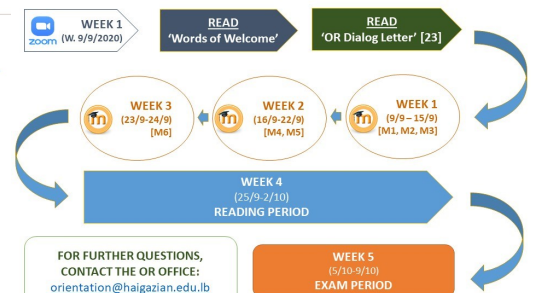 WEEK 1
(W. 9/9/2020)
zoom
READ
'Words of Welcome'
READ
'OR Dialog Letter' [23]
WEEK 3
(23/9-24/9)
[M6]
WEEK 2
(16/9-22/9)
[M4, M5]
WEEK 1
(9/9 – 15/9)
[M1, M2, M3]
WEEK 4
(25/9-2/10)
READING PERIOD
FOR FURTHER QUESTIONS,
CONTACT THE OR OFFICE:
orientation@haigazian.edu.lb
WEEK 5
(5/10-9/10)
EXAM PERIOD